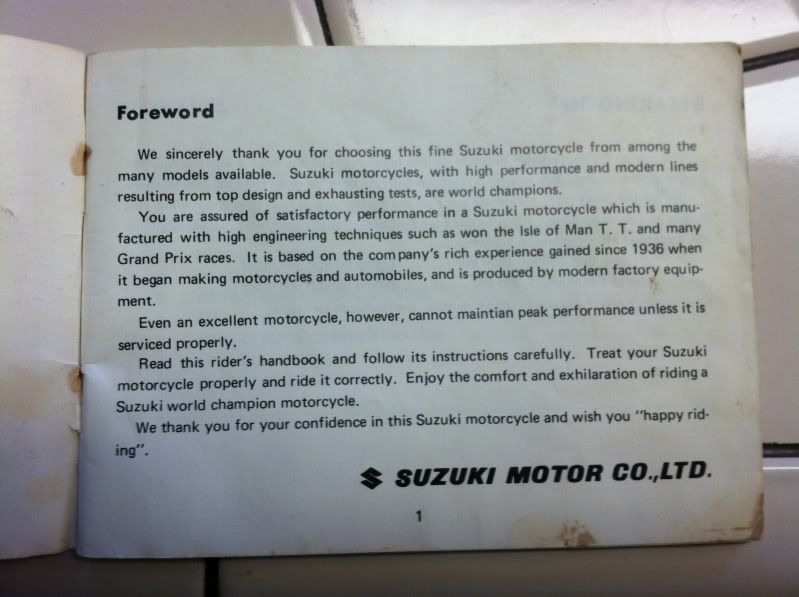 Foreword
We sincerely thank you for choosing this fine Suzuki motorcycle from among the
many models available. Suzuki motorcycles, with high performance and modern lines
resulting from top design and exhausting tests, are world champions.
You are assured of satisfactory performance in a Suzuki motorcycle which is manu-
factured with high engineering techniques such as won the Isle of Man T. T. and many
Grand Prix races. It is based on the company's rich experience gained since 1936 when
it began making motorcycles and automobiles, and is produced by modern factory equip-
ment.
Even an excellent motorcycle, however, cannot maintian peak performance unless it is
serviced properly.
Read this rider's handbook and follow its instructions carefully. Treat your Suzuki
motorcycle properly and ride it correctly. Enjoy the comfort and exhilaration of riding a
Suzuki world champion motorcycle.
We thank you for your confidence in this Suzuki motorcycle and wish you "happy rid-
ing".
SUZUKI MOTOR CO.,LTD.
1